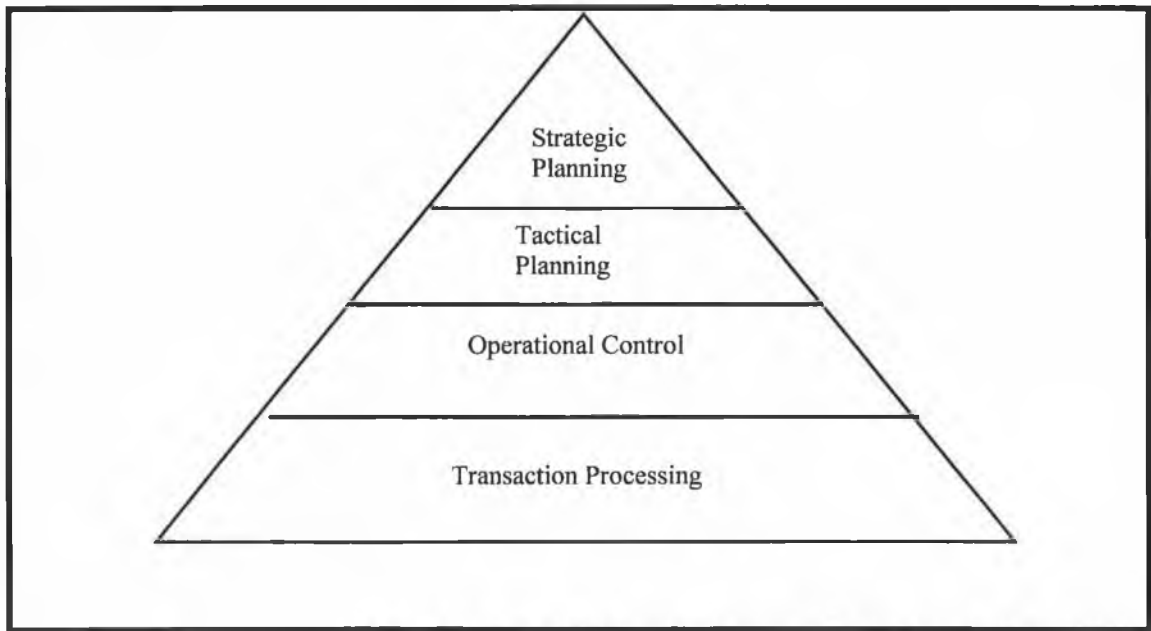 Strategic
Planning
Tactical
Planning
Operational Control
Transaction Processing